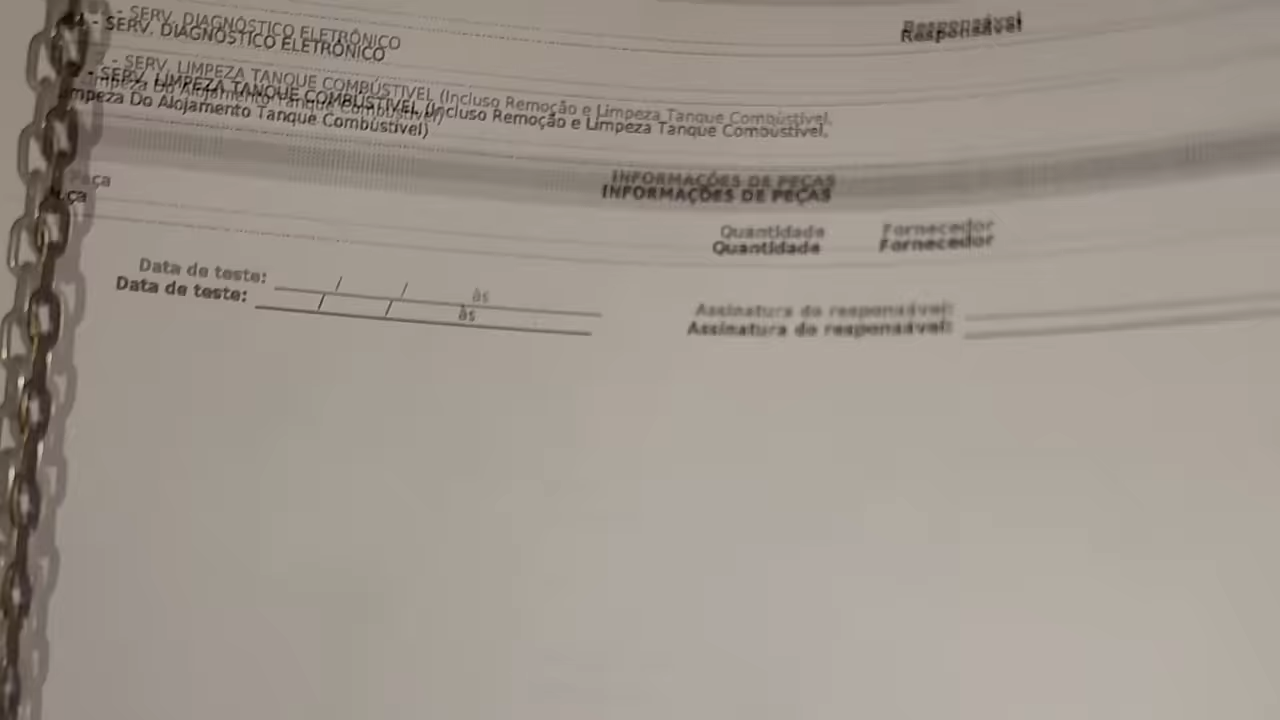 - SERV. DIAGNÓSTICO ELETRÔNICO
Responsável
- SERV. LIMPEZA TANQUE COMBÚSTIVEL (Incluso Remoção e Limpeza Tanque Combústivel,
Limpeza Do Alojamento Tanque Combústivel)
INFORMAÇÕES DE PEÇAS
Peça
Quantidade
Fornecedor
Data de teste: / / às
Assinatura do responsável: